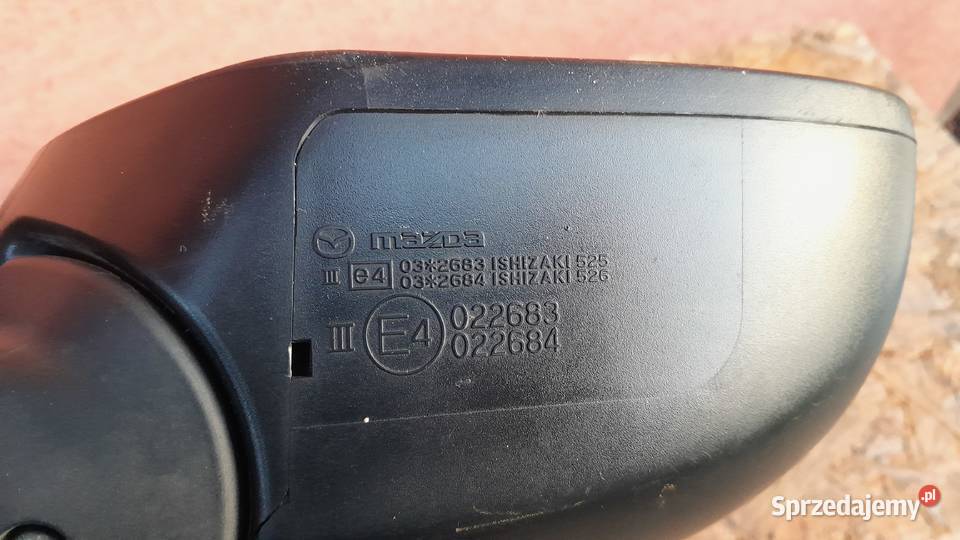 mazda
III e4 03*2683 ISHIZAKI 525
03*2684 ISHIZAKI 526
III E4 022683
022684
Sprzedajemy.pl